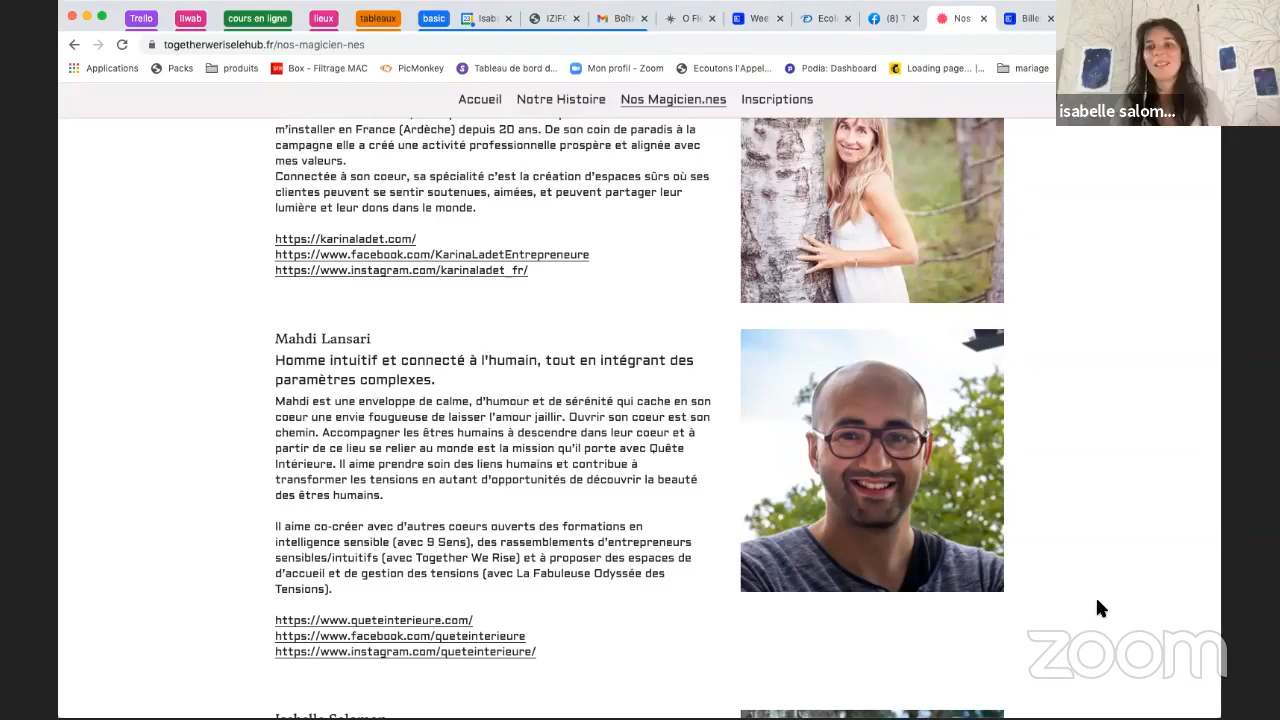 Trello
llwab
cours en ligne
lieux
tableaux
basic
Isab
IZIFC
Boîte
O Fl
Wee
Ecoli
(8) T
Nos
Bille
togetherweriselehub.fr/nos-magicien-nes
Applications
Packs
produits
Box - Filtrage MAC
PicMonkey
Tableau de bord d...
Mon profil - Zoom
Ecoutons l'Appel...
Podia: Dashboard
Loading page... |...
mariage
isabelle salom...
Accueil
Notre Histoire
Nos Magicien.nes
Inscriptions
m'installer en France (Ardèche) depuis 20 ans. De son coin de paradis à la
campagne elle a créé une activité professionnelle prospère et alignée avec
mes valeurs.
Connectée à son coeur, sa spécialité c'est la création d'espaces sûrs où ses
clientes peuvent se sentir soutenues, aimées, et peuvent partager leur
lumière et leur dons dans le monde.
https://karinaladet.com/
https://www.facebook.com/KarinaLadetEntrepreneure
https://www.instagram.com/karinaladet_fr/
Mahdi Lansari
Homme intuitif et connecté à l'humain, tout en intégrant des
paramètres complexes.
Mahdi est une enveloppe de calme, d'humour et de sérénité qui cache en son
coeur une envie fougueuse de laisser l'amour jaillir. Ouvrir son coeur est son
chemin. Accompagner les êtres humains à descendre dans leur coeur et à
partir de ce lieu se relier au monde est la mission qu'il porte avec Quête
Intérieure. Il aime prendre soin des liens humains et contribue à
transformer les tensions en autant d'opportunités de découvrir la beauté
des êtres humains.
Il aime co-créer avec d'autres coeurs ouverts des formations en
intelligence sensible (avec 9 Sens), des rassemblements d'entrepreneurs
sensibles/intuitifs (avec Together We Rise) et à proposer des espaces de
d'accueil et de gestion des tensions (avec La Fabuleuse Odyssée des
Tensions).
https://www.queteinterieure.com/
https://www.facebook.com/queteinterieure
https://www.instagram.com/queteinterieure/
zoom
Isabelle Salomon